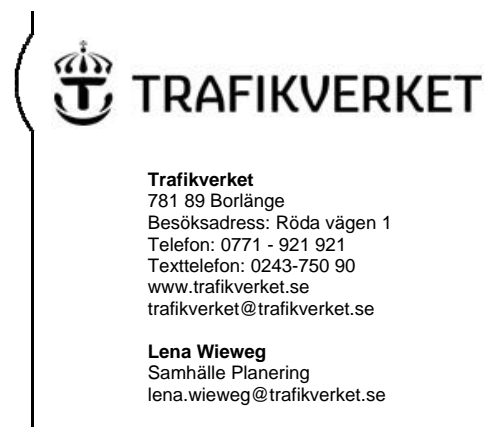 TRAFIKVERKET
Trafikverket
781 89 Borlänge
Besöksadress: Röda vägen 1
Telefon: 0771 - 921 921
Texttelefon: 0243-750 90
www.trafikverket.se
trafikverket@trafikverket.se
Lena Wieweg
Samhälle Planering
lena.wieweg@trafikverket.se